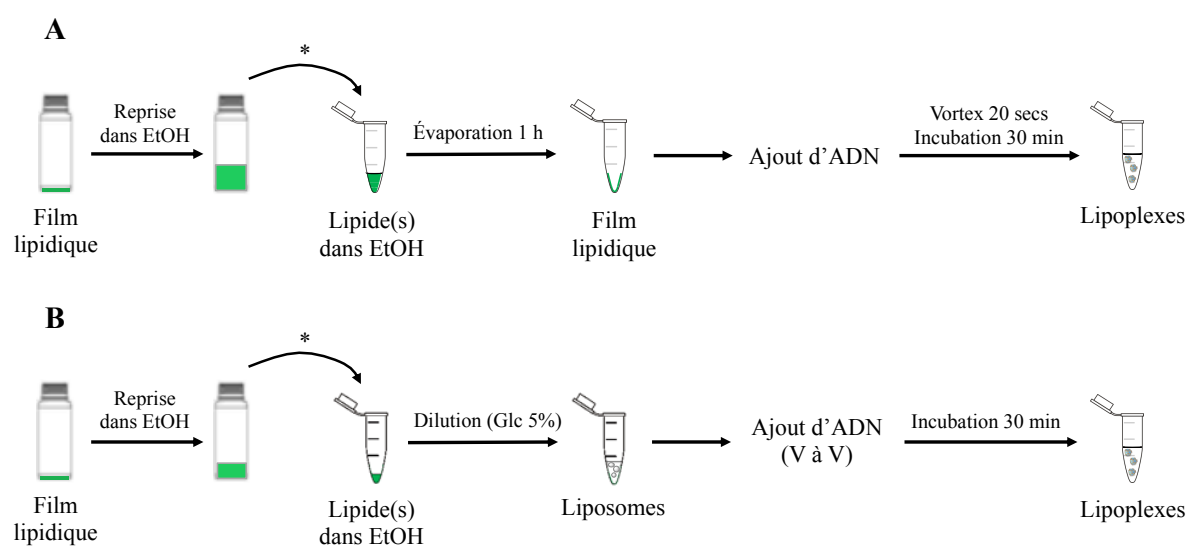 A
*
Reprise
dans EtOH
Évaporation 1 h
Vortex 20 secs
Incubation 30 min
Ajout d’ADN
Film
lipidique
Lipide(s)
dans EtOH
Film
lipidique
Lipoplexes
B
*
Reprise
dans EtOH
Dilution (Glc 5%)
Incubation 30 min
Ajout d’ADN
(V à V)
Film
lipidique
Lipide(s)
dans EtOH
Liposomes
Lipoplexes